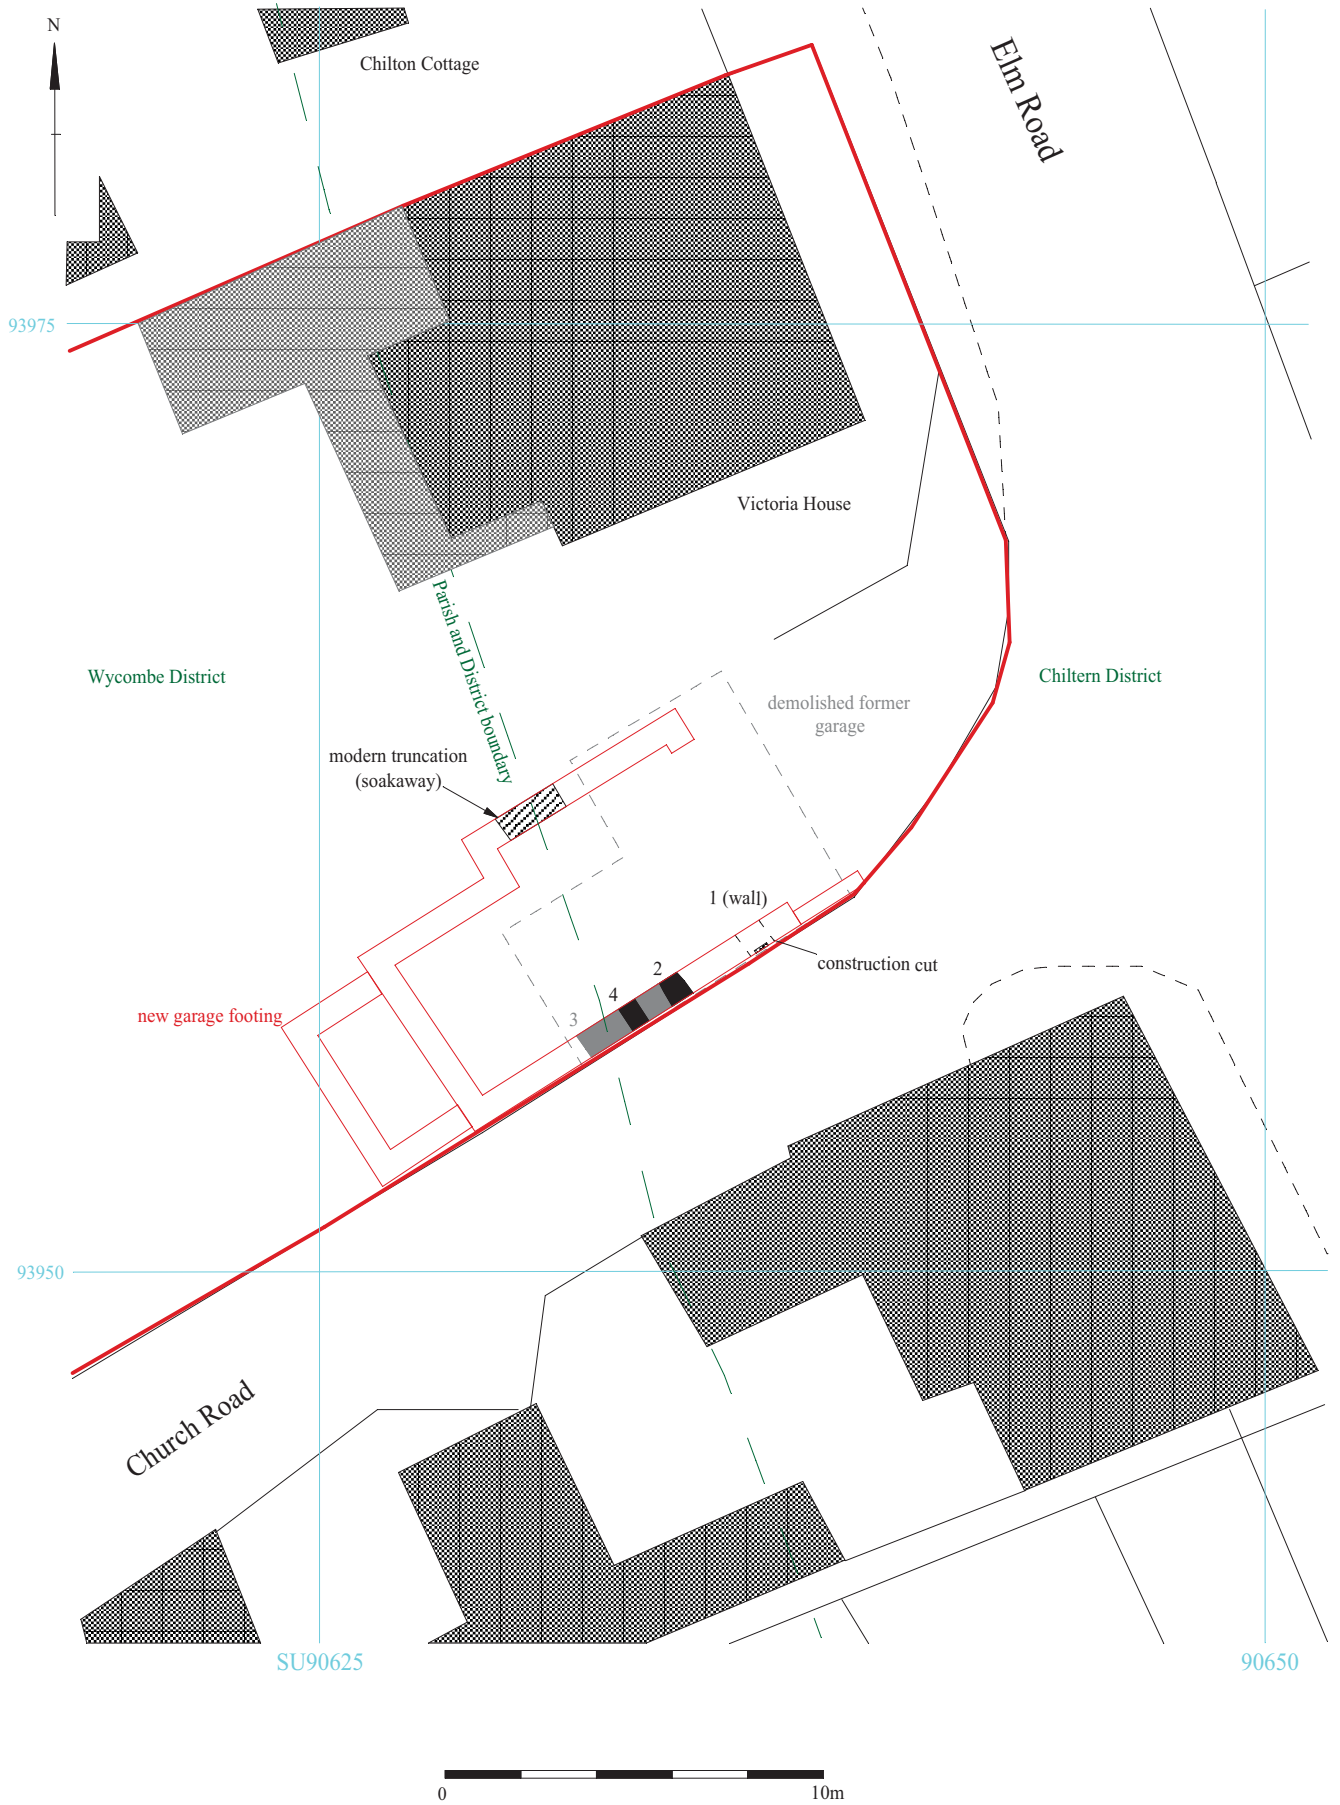 N
Chilton Cottage
Elm Road
93975
Victoria House
Parish and District boundary
Wycombe District
Chiltern District
demolished former
garage
modern truncation
(soakaway)
1 (wall)
construction cut
2
4
3
new garage footing
93950
Church Road
SU90625
90650
0
10m